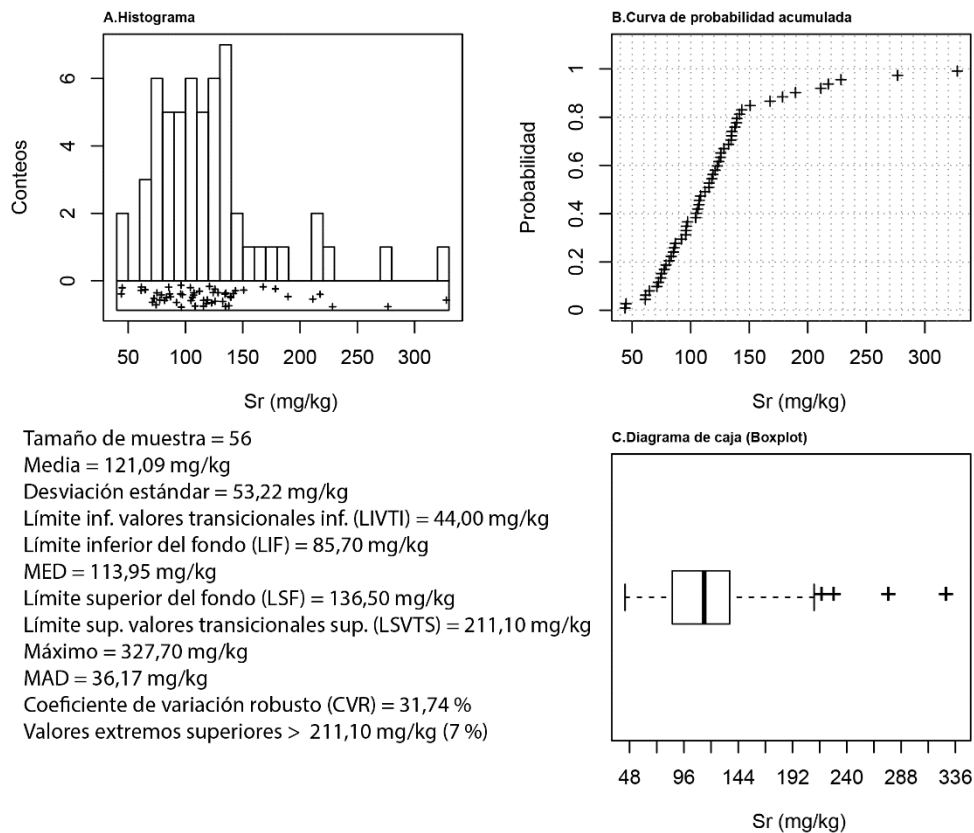 A.Histograma
Conteos
6
4
2
0
50 100 150 200 250 300
Sr (mg/kg)
B.Curva de probabilidad acumulada
Probabilidad
1
0.8
0.6
0.4
0.2
0
50 100 150 200 250 300
Sr (mg/kg)
Tamaño de muestra = 56
Media = 121,09 mg/kg
Desviación estándar = 53,22 mg/kg
Límite inf. valores transicionales inf. (LIVTI) = 44,00 mg/kg
Límite inferior del fondo (LIF) = 85,70 mg/kg
MED = 113,95 mg/kg
Límite superior del fondo (LSF) = 136,50 mg/kg
Límite sup. valores transicionales sup. (LSVTS) = 211,10 mg/kg
Máximo = 327,70 mg/kg
MAD = 36,17 mg/kg
Coeficiente de variación robusto (CVR) = 31,74 %
Valores extremos superiores > 211,10 mg/kg (7 %)
C.Diagrama de caja (Boxplot)
48 96 144 192 240 288 336
Sr (mg/kg)